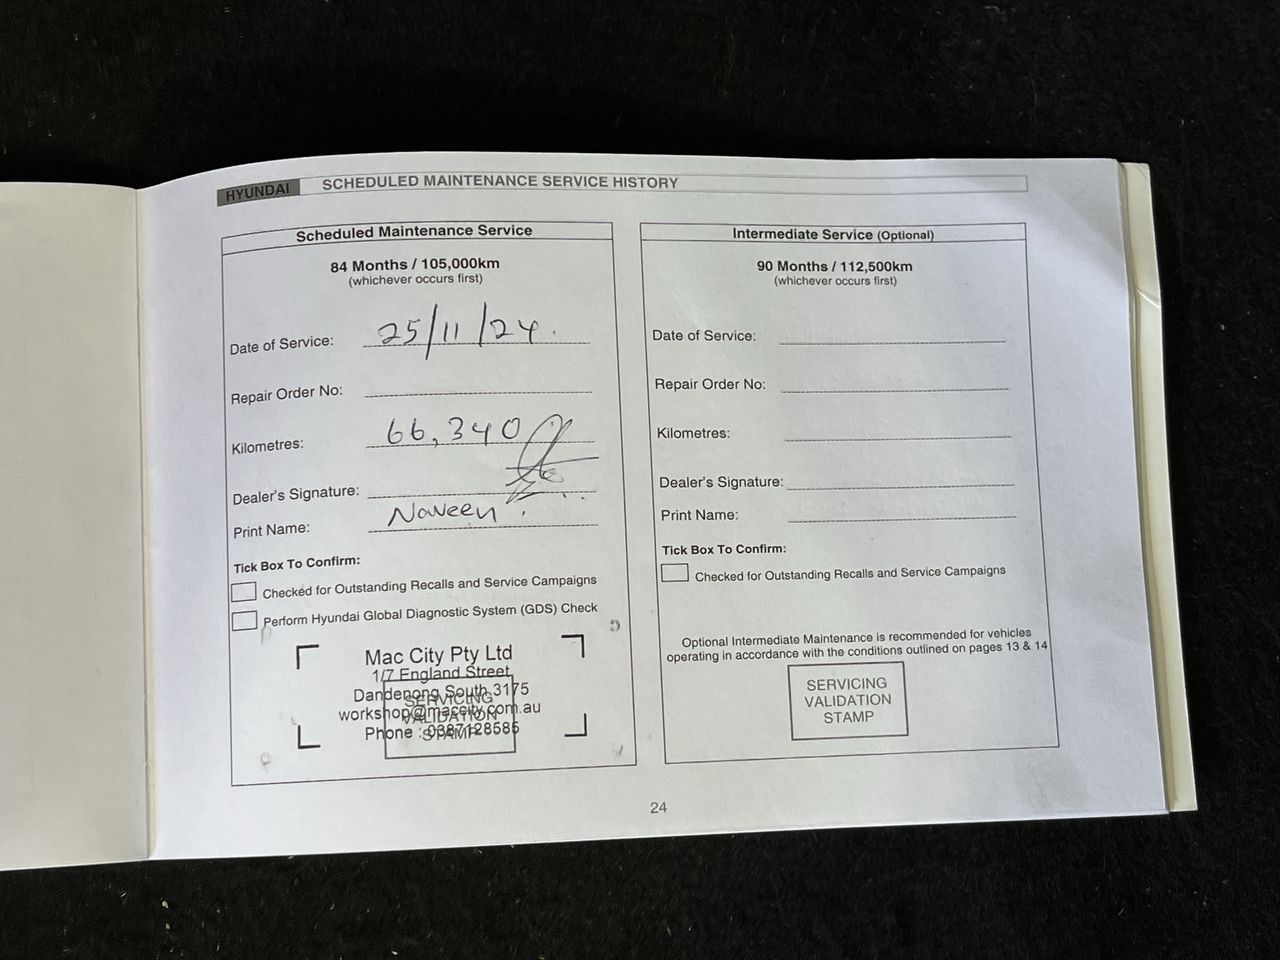 HYUNDAI SCHEDULED MAINTENANCE SERVICE HISTORY
Scheduled Maintenance Service
84 Months / 105,000km
(whichever occurs first)
Date of Service: 25/11/24.
Repair Order No:
Kilometres: 66,340
Dealer's Signature:
Print Name: Naveen.
Tick Box To Confirm:
Checked for Outstanding Recalls and Service Campaigns
Perform Hyundai Global Diagnostic System (GDS) Check
Mac City Pty Ltd
1/7 England Street
Dandenong South 3175
workshop@maccity.com.au
Phone : 0387128585
SERVICING
VALIDATION
STAMP
Intermediate Service (Optional)
90 Months / 112,500km
(whichever occurs first)
Date of Service:
Repair Order No:
Kilometres:
Dealer's Signature:
Print Name:
Tick Box To Confirm:
Checked for Outstanding Recalls and Service Campaigns
Optional Intermediate Maintenance is recommended for vehicles
operating in accordance with the conditions outlined on pages 13 & 14
SERVICING
VALIDATION
STAMP
24